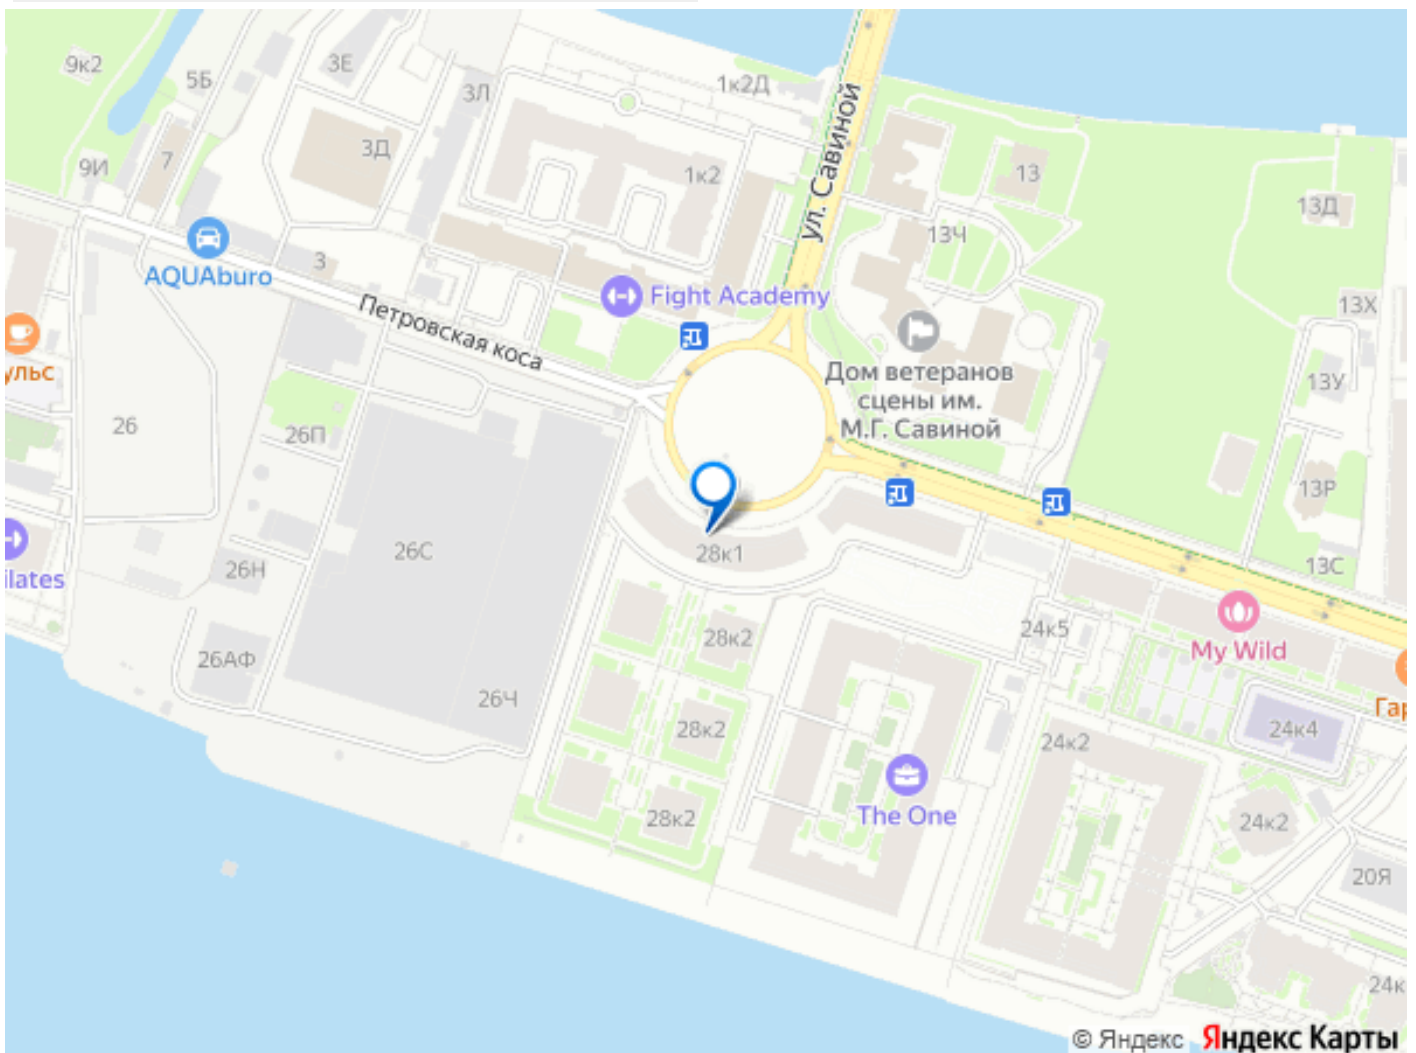 9к2
3Е
5Б
3Л
1к2Д
ул. Савиной
3Д
9И
7
1к2
13
13Д
13Ч
AQUAburo
3
Fight Academy
13Х
Петровская коса
ульс
Дом ветеранов
сцены им.
М.Г. Савиной
13У
26
26П
13Р
26С
28к1
26Н
13С
ilates
My Wild
24к5
28к2
26АФ
26Ч
28к2
24к2
24к4
Гар
The One
28к2
24к2
20Я
24к
© Яндекс Яндекс Карты